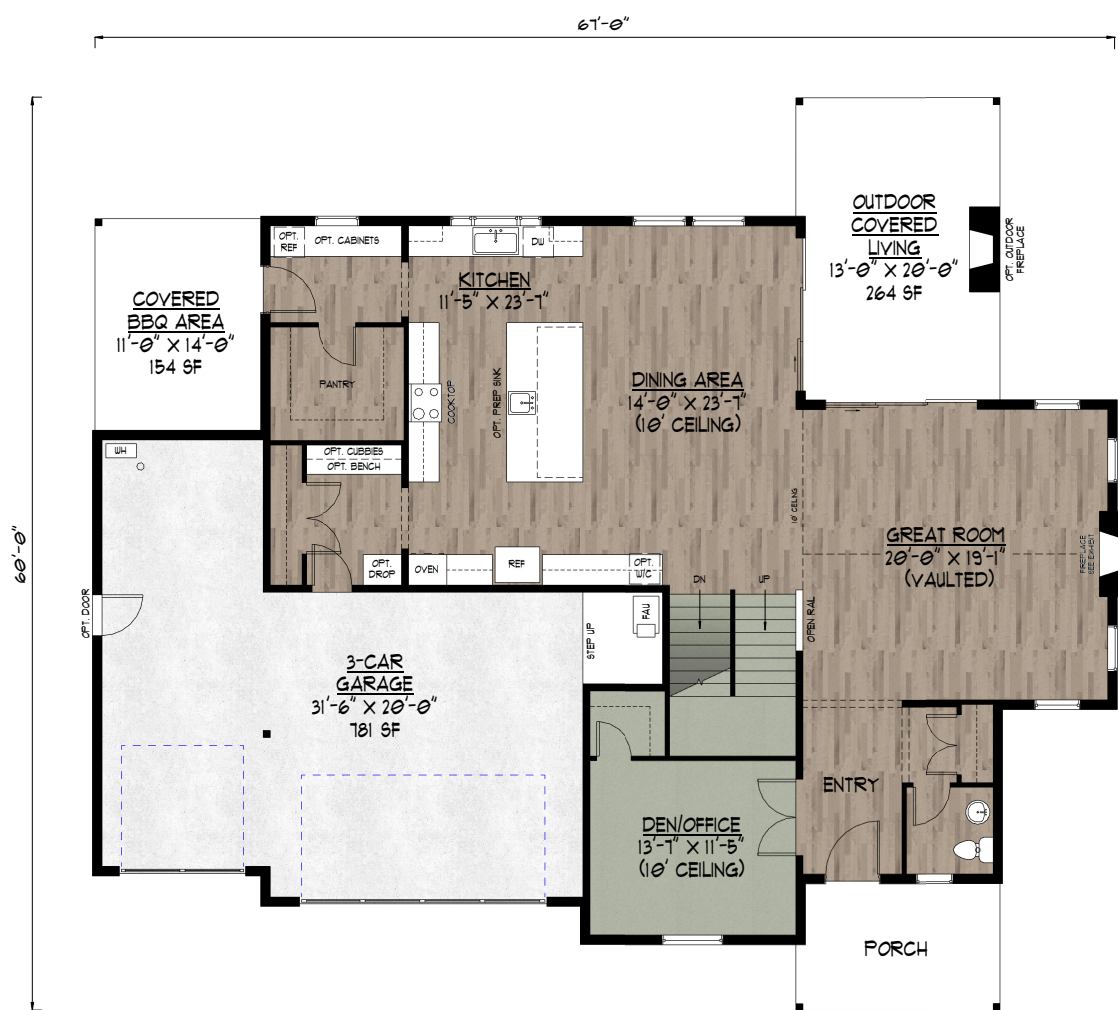 67'-0"
60'-0"
OUTDOOR
COVERED
LIVING
13'-0" X 20'-0"
264 SF
OPT. OUTDOOR
FIREPLACE
OPT.
REF
OPT. CABINETS
DW
KITCHEN
11'-5" X 23'-7"
COVERED
BBQ AREA
11'-0" X 14'-0"
154 SF
PANTRY
COOKTOP
OPT. PREP SINK
DINING AREA
14'-0" X 23'-7"
(10' CEILING)
WH
OPT. CUBBIES
OPT. BENCH
10' CEILING
GREAT ROOM
20'-0" X 19'-1"
(VAULTED)
FIREPLACE
SEE EXHIBIT
OPT.
DROP
OVEN
REF
OPT.
W/C
DN
UP
OPT. DOOR
STEP UP
FAU
OPEN RAIL
3-CAR
GARAGE
31'-6" X 20'-0"
781 SF
ENTRY
DEN/OFFICE
13'-7" X 11'-5"
(10' CEILING)
PORCH